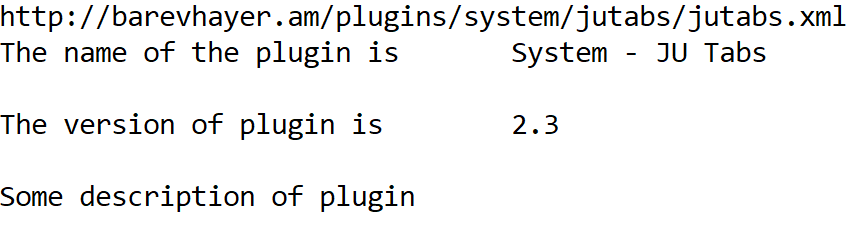 http://barevhayer.am/plugins/system/jutabs/jutabs.xml
The name of the plugin is System - JU Tabs
The version of plugin is 2.3
Some description of plugin